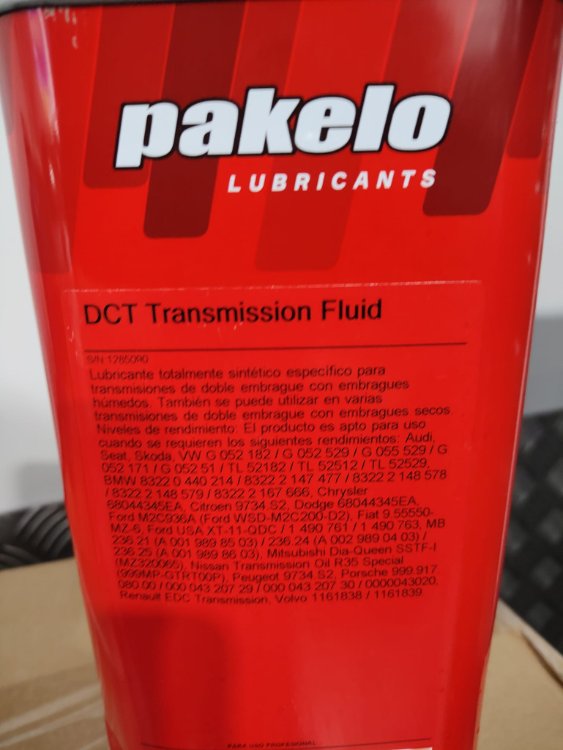 pakelo
LUBRICANTS
DCT Transmission Fluid
S/N 1285090
Lubricante totalmente sintético específico para
transmisiones de doble embrague con embragues
húmedos. También se puede utilizar en varias
transmisiones de doble embrague con embragues secos
Niveles de rendimiento: El producto es apto para uso
cuando se requieren los siguientes rendimientos: Audi,
Seat, Skoda, VW G 052 182 / G 052 529 / G 055 529 / G
052 171 / G 052 51 / TL 52182 / TL 52512 / TL 52529,
BMW 8322 0 440 214 / 8322 2 147 477 / 8322 2 148 578
/ 8322 2 148 579 / 8322 2 167 666, Chrysler
68044345EA, Citroen 9734.S2, Dodge 68044345EA,
Ford M2C936A (Ford WSD-M2C200-D2), Fiat 9.55550-
MZ-6, Ford USA XT-11-QDC / 1 490 761 / 1 490 763, MB
236.21 (A 001 989 85 03) / 236.24 (A 002 989 04 03) /
236.25 (A 001 989 86 03), Mitsubishi Dia-Queen SSTF-I
(MZ320065), Nissan Transmission Oil R35 Special
(999MP-GTRT00P), Peugeot 9734.S2, Porsche 999.917
080.00 / 000 043 207 29 / 000 043 207 30 / 0000043020,
Renault EDC Transmission, Volvo 1161838 / 1161839
PARA USO PROFESIONAL